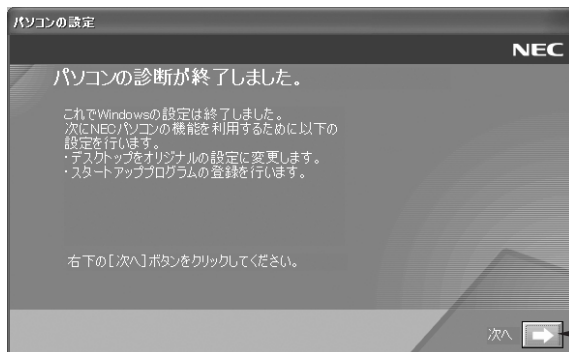 パソコンの設定
NEC
パソコンの診断が終了しました。
これでWindowsの設定は終了しました。
次にNECパソコンの機能を利用するために以下の
設定を行います。
・デスクトップをオリジナルの設定に変更します。
・スタートアッププログラムの登録を行います。
右下の[次へ]ボタンをクリックしてください。
次へ